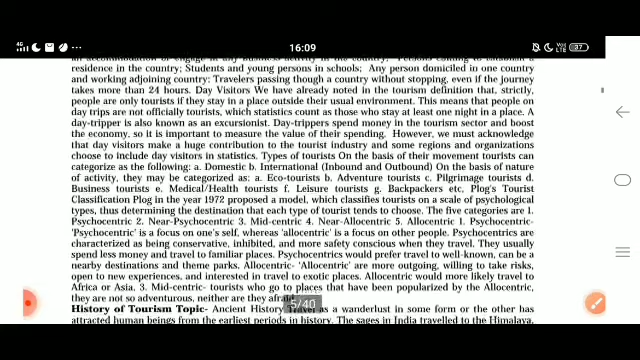 4G 16:09 37
an accommodation or engage in any business activity in the country; Persons coming to establish a
residence in the country; Students and young persons in schools; Any person domiciled in one country
and working adjoining country; Travelers passing though a country without stopping, even if the journey
takes more than 24 hours. Day Visitors We have already noted in the tourism definition that, strictly,
people are only tourists if they stay in a place outside their usual environment. This means that people on
day trips are not officially tourists, which statistics count as those who stay at least one night in a place. A
day-tripper is also known as an excursionist. Day-trippers spend money in the tourism sector and boost
the economy, so it is important to measure the value of their spending. However, we must acknowledge
that day visitors make a huge contribution to the tourist industry and some regions and organizations
choose to include day visitors in statistics. Types of tourists On the basis of their movement tourists can
categorize as the following: a. Domestic b. International (Inbound and Outbound) On the basis of nature
of activity, they may be categorized as: a. Eco-tourists b. Adventure tourists c. Pilgrimage tourists d.
Business tourists e. Medical/Health tourists f. Leisure tourists g. Backpackers etc, Plog's Tourist
Classification Plog in the year 1972 proposed a model, which classifies tourists on a scale of psychological
types, thus determining the destination that each type of tourist tends to choose. The five categories are 1.
Psychocentric 2. Near-Psychocentric 3. Mid-centric 4. Near-Allocentric 5. Allocentric 1. Psychocentric-
'Psychocentric' is a focus on one's self, whereas 'allocentric' is a focus on other people. Psychocentrics are
characterized as being conservative, inhibited, and more safety conscious when they travel. They usually
spend less money and travel to familiar places. Psychocentrics would prefer travel to well-known, can be a
nearby destinations and theme parks. Allocentric- 'Allocentric' are more outgoing, willing to take risks,
open to new experiences, and interested in travel to exotic places. Allocentric would more likely travel to
Africa or Asia. 3. Mid-centric- tourists who go to places that have been popularized by the Allocentric,
they are not so adventurous, neither are they afraid.
5/40
History of Tourism Topic- Ancient History Travel as a wanderlust in some form or the other has
attracted human beings from the earliest periods in history. The sages in India travelled to the Himalaya,